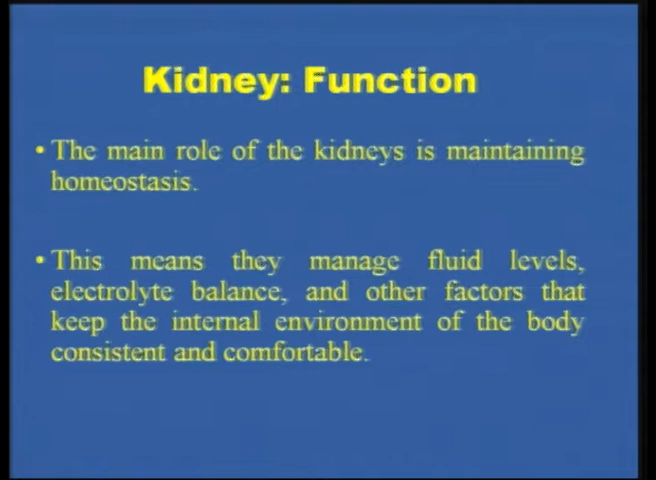 Kidney: Function
• The main role of the kidneys is maintaining
homeostasis.
• This means they manage fluid levels,
electrolyte balance, and other factors that
keep the internal environment of the body
consistent and comfortable.